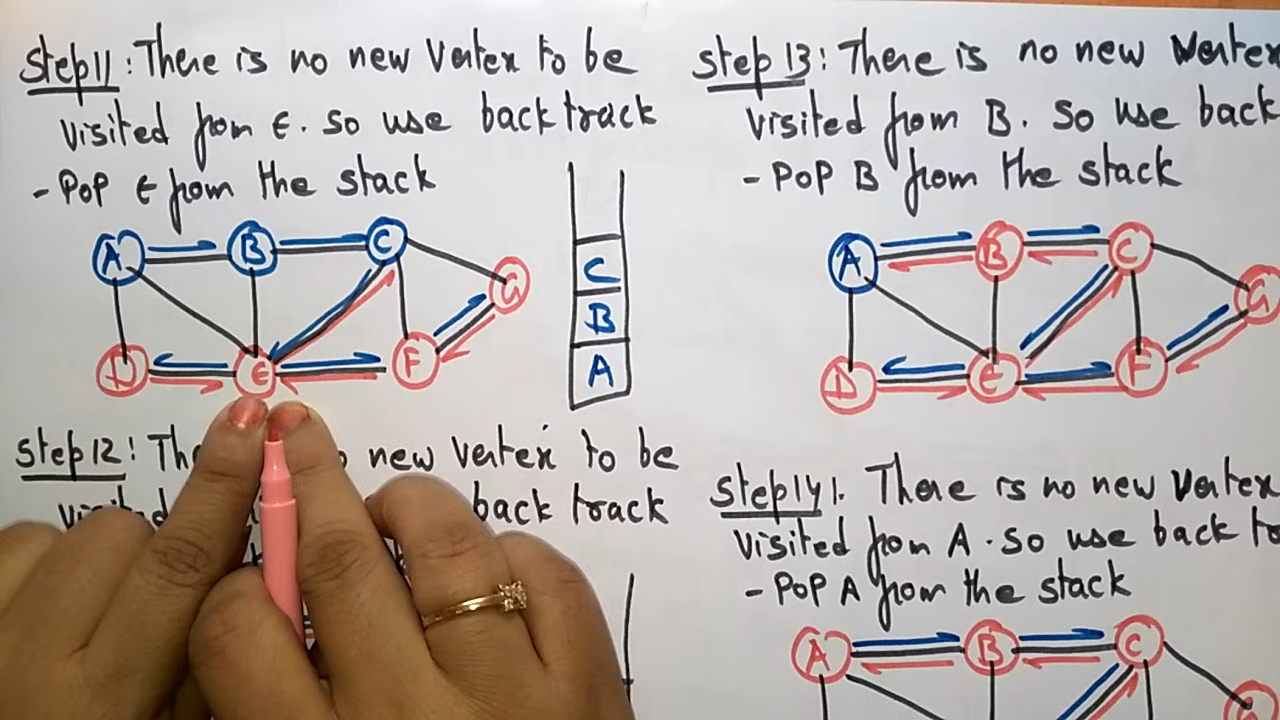 Step 11: There is no new Vertex to be
visited from E. So use back track
- Pop E from the stack
A B C
G
D E F
C
B
A
Step 12: new vertex to be
back track
Step 13: There is no new Vertex
visited from B. So use back
- Pop B from the stack
A B C
G
D E F
Step 14: There is no new Vertex
visited from A. So use back
- Pop A from the stack
A B C